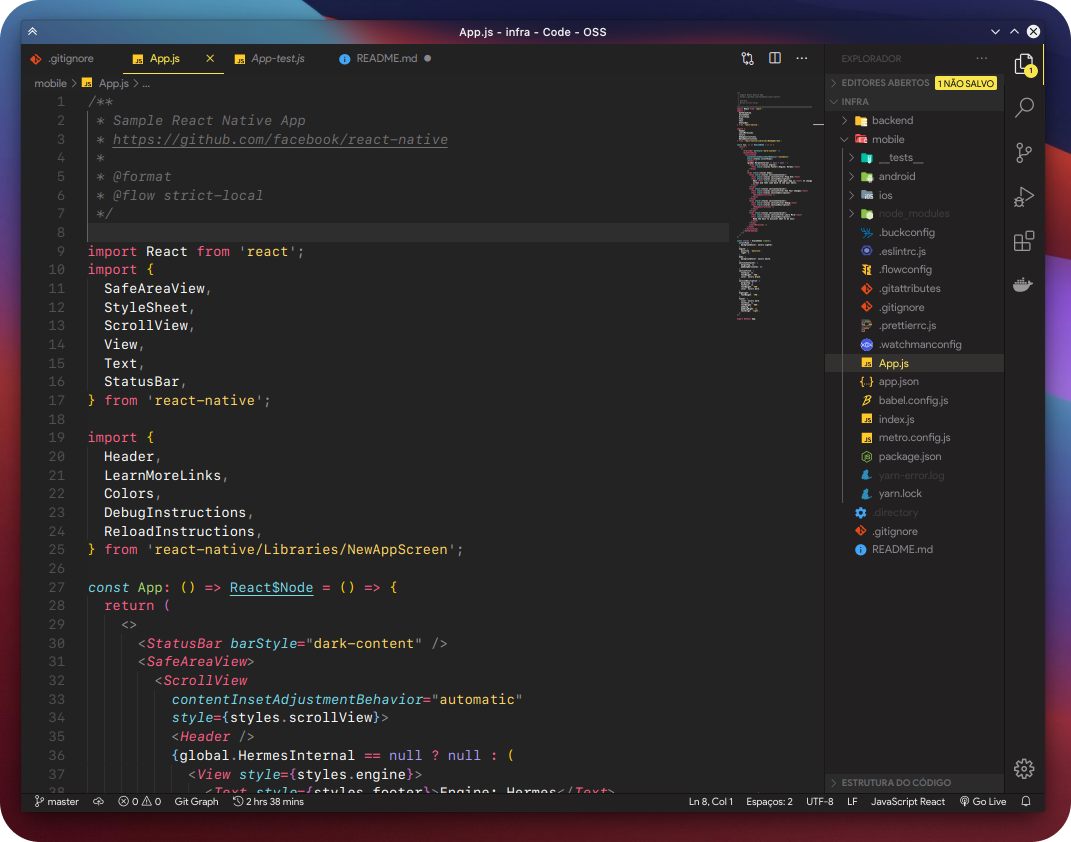 App.js - infra - Code - OSS
.gitignore
App.js
App-test.js
README.md
mobile > App.js > ...
1 /**
2 * Sample React Native App
3 * https://github.com/facebook/react-native
4 *
5 * @format
6 * @flow strict-local
7 */
8
9 import React from 'react';
10 import {
11 SafeAreaView,
12 StyleSheet,
13 ScrollView,
14 View,
15 Text,
16 StatusBar,
17 } from 'react-native';
18
19 import {
20 Header,
21 LearnMoreLinks,
22 Colors,
23 DebugInstructions,
24 ReloadInstructions,
25 } from 'react-native/Libraries/NewAppScreen';
26
27 const App: () => React$Node = () => {
28 return (
29 <>
30 <StatusBar barStyle="dark-content" />
31 <SafeAreaView>
32 <ScrollView
33 contentInsetAdjustmentBehavior="automatic"
34 style={styles.scrollView}>
35 <Header />
36 {global.HermesInternal == null ? null : (
37 <View style={styles.engine}>
38 <Text style={styles.footer}>Engine: Hermes</Text>
EXPLORADOR
EDITORES ABERTOS 1 NÃO SALVO
INFRA
backend
mobile
__tests__
android
ios
node_modules
.buckconfig
.eslintrc.js
.flowconfig
.gitattributes
.gitignore
.prettierrc.js
.watchmanconfig
App.js
app.json
babel.config.js
index.js
metro.config.js
package.json
yarn-error.log
yarn.lock
.directory
.gitignore
README.md
ESTRUTURA DO CÓDIGO
1
master 0 0 Git Graph 2 hrs 38 mins Ln 8, Col 1 Espaços: 2 UTF-8 LF JavaScript React Go Live